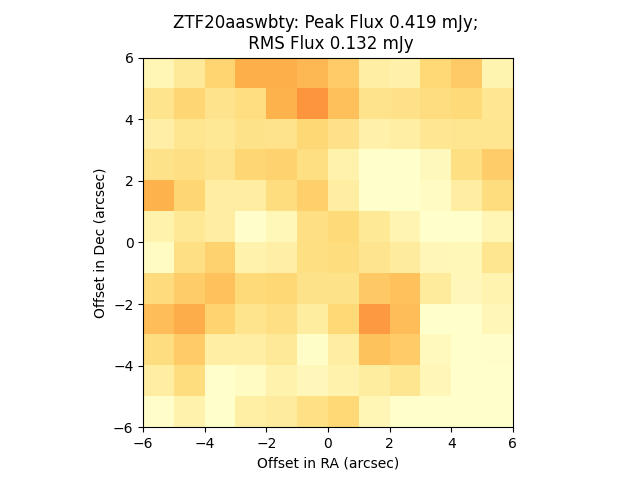 ZTF20aaswbty: Peak Flux 0.419 mJy;
RMS Flux 0.132 mJy
6
4
2
0
−2
−4
−6
Offset in Dec (arcsec)
−6 −4 −2 0 2 4 6
Offset in RA (arcsec)